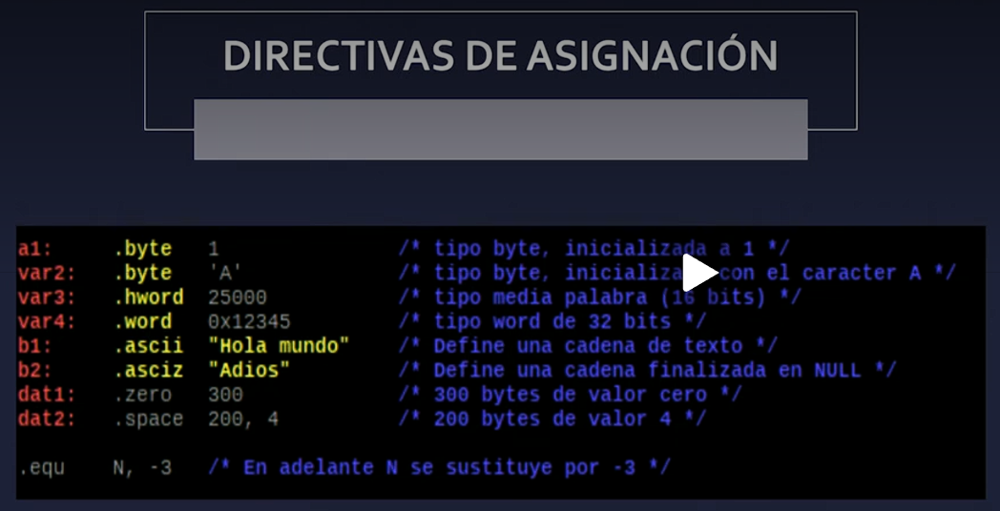 DIRECTIVAS DE ASIGNACIÓN
a1: .byte 1 /* tipo byte, inicializada a 1 */
var2: .byte 'A' /* tipo byte, con el caracter A */
var3: .hword 25000 /* tipo media palabra (16 bits) */
var4: .word 0x12345 /* tipo word de 32 bits */
b1: .ascii "Hola mundo" /* Define una cadena de texto */
b2: .asciz "Adios" /* Define una cadena finalizada en NULL */
dat1: .zero 300 /* 300 bytes de valor cero */
dat2: .space 200, 4 /* 200 bytes de valor 4 */
.equ N, -3 /* En adelante N se sustituye por -3 */